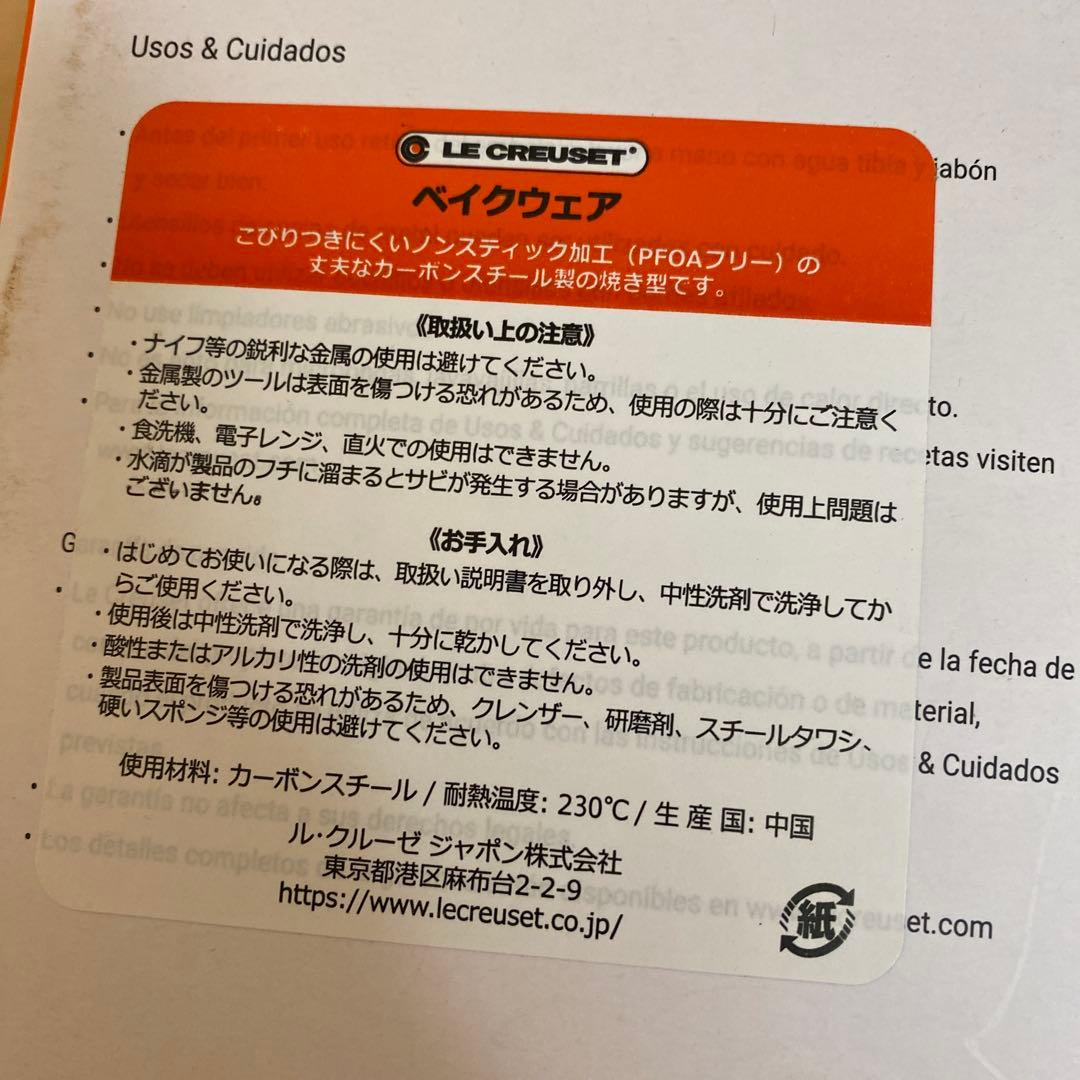 Usos & Cuidados
jabón
to.
etas visiten
G
e la fecha de
terial,
& Cuidados
et.com
LE CREUSET
ベイクウェア
こびりつきにくいノンスティック加工（PFOAフリー）の
丈夫なカーボンスチール製の焼き型です。
《取扱い上の注意》
・ナイフ等の鋭利な金属の使用は避けてください。
・金属製のツールは表面を傷つける恐れがあるため、使用の際は十分にご注意く
ださい。
・食洗機、電子レンジ、直火での使用はできません。
・水滴が製品のフチに溜まるとサビが発生する場合がありますが、使用上問題は
ございません。
《お手入れ》
・はじめてお使いになる際は、取扱い説明書を取り外し、中性洗剤で洗浄してか
らご使用ください。
・使用後は中性洗剤で洗浄し、十分に乾かしてください。
・酸性またはアルカリ性の洗剤の使用はできません。
・製品表面を傷つける恐れがあるため、クレンザー、研磨剤、スチールタワシ、
硬いスポンジ等の使用は避けてください。
使用材料: カーボンスチール / 耐熱温度: 230℃ / 生 産 国: 中国
ル・クルーゼ ジャポン株式会社
東京都港区麻布台2-2-9
https://www.lecreuset.co.jp/
紙